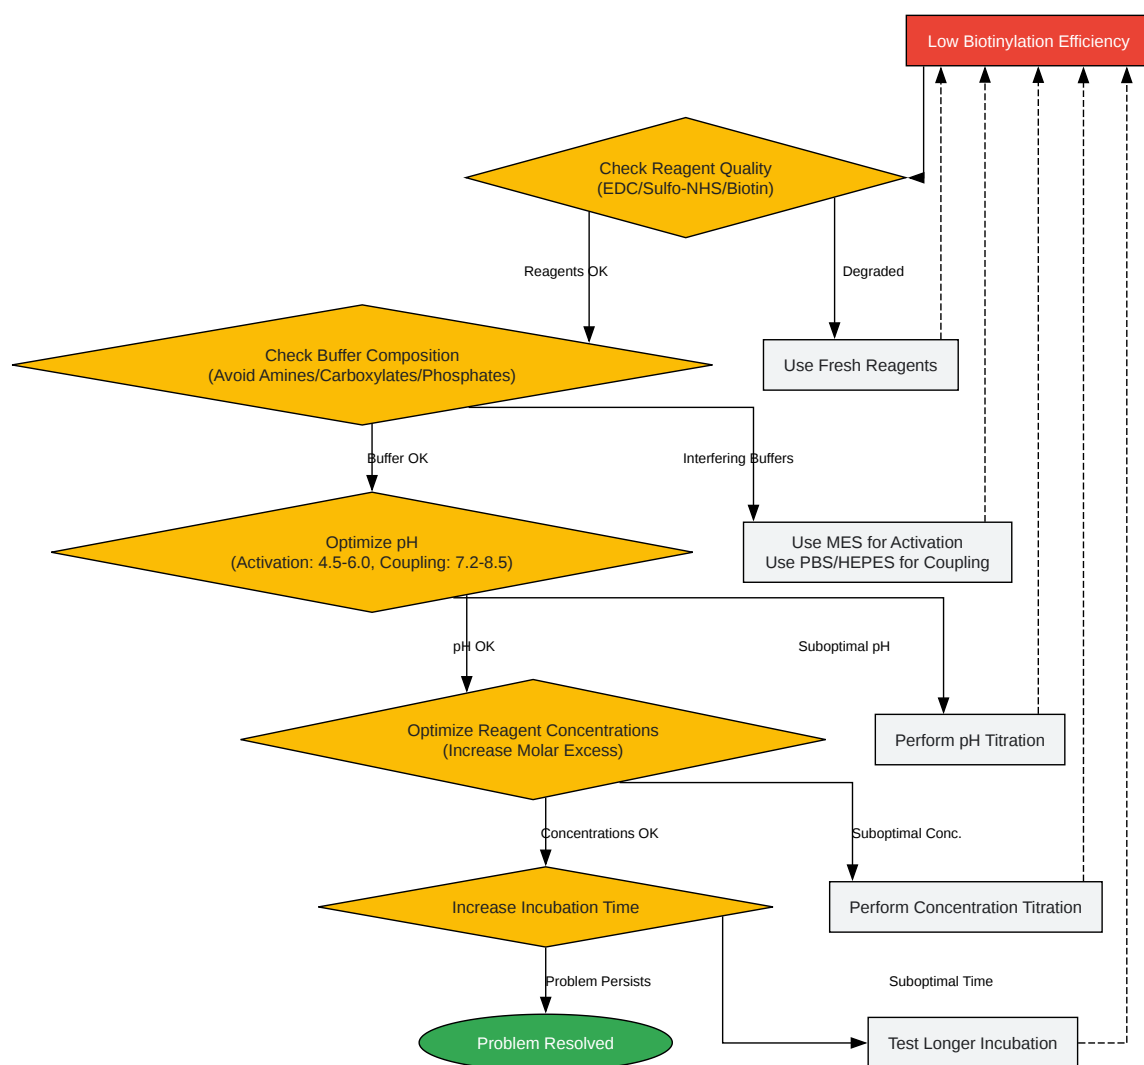 Low Biotinylation Efficiency
Check Reagent Quality
(EDC/Sulfo-NHS/Biotin)
Reagents OK
Degraded
Check Buffer Composition
(Avoid Amines/Carboxylates/Phosphates)
Use Fresh Reagents
Buffer OK
Interfering Buffers
Optimize pH
(Activation: 4.5-6.0, Coupling: 7.2-8.5)
Use MES for Activation
Use PBS/HEPES for Coupling
pH OK
Suboptimal pH
Optimize Reagent Concentrations
(Increase Molar Excess)
Perform pH Titration
Concentrations OK
Suboptimal Conc.
Increase Incubation Time
Perform Concentration Titration
Problem Persists
Suboptimal Time
Problem Resolved
Test Longer Incubation